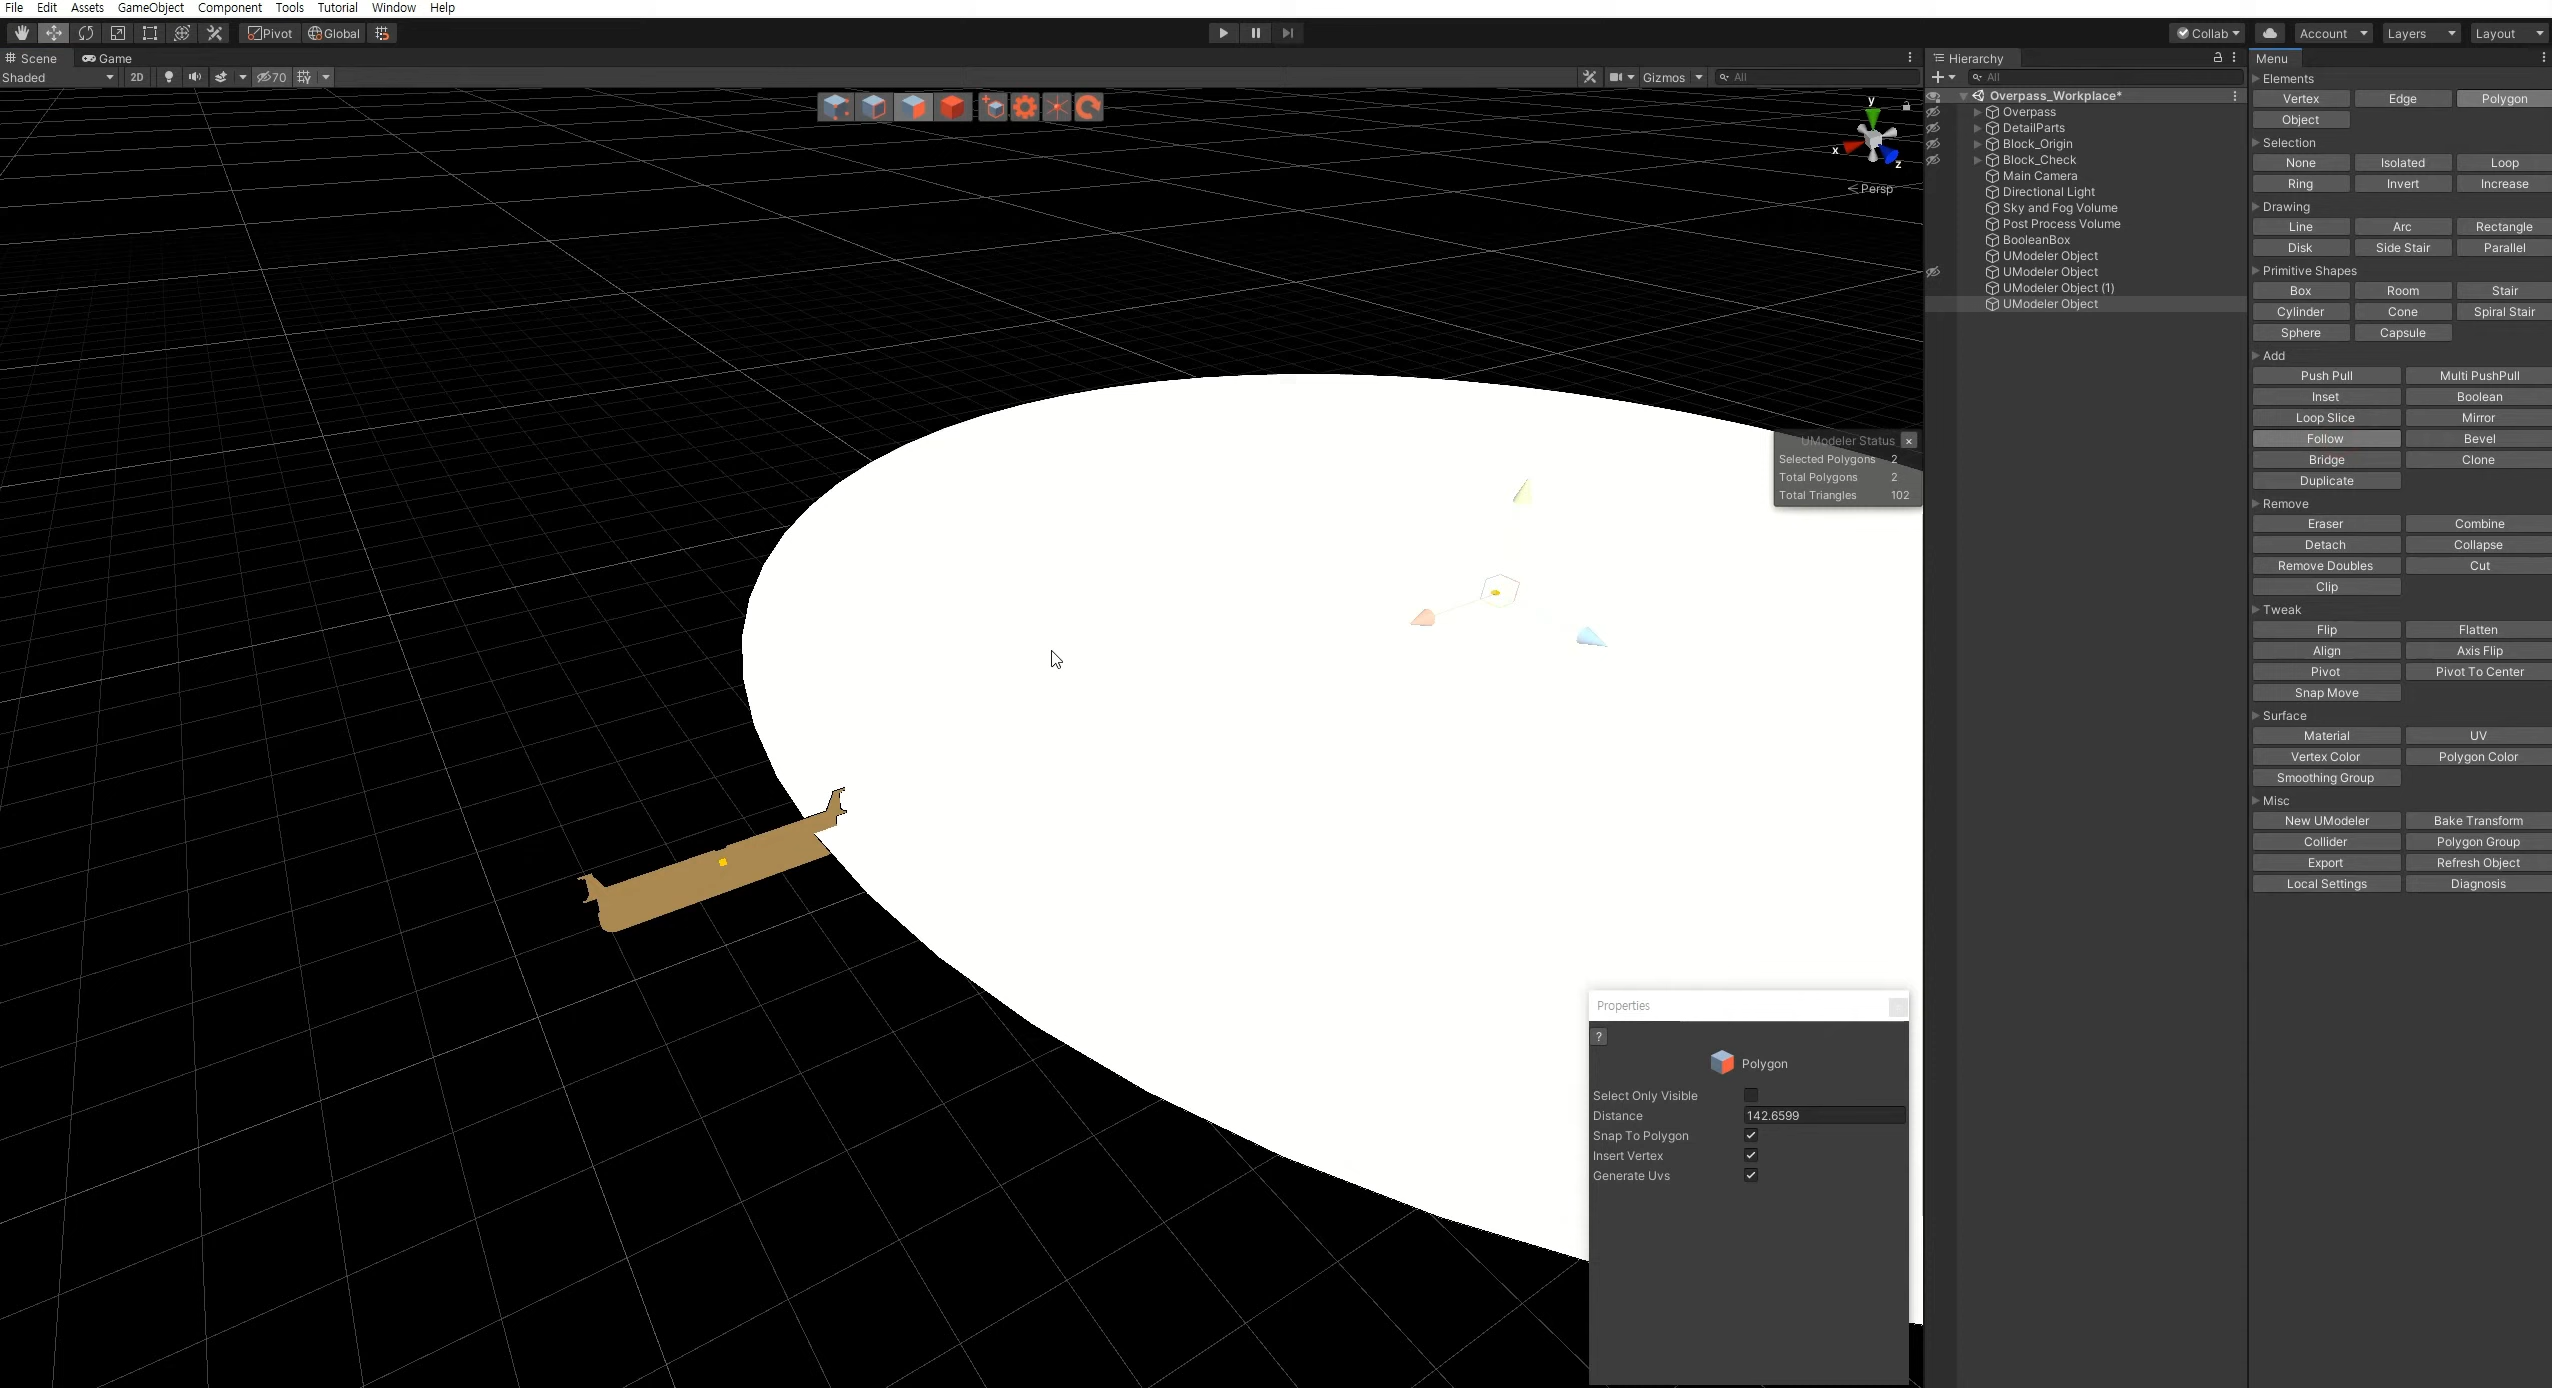 File Edit Assets GameObject Component Tools Tutorial Window Help
Pivot Global Collab Account Layers Layout
Scene Game
Shaded 2D 70 Gizmos All
y
x
z
Persp
UModeler Status
Selected Polygons 2
Total Polygons 2
Total Triangles 102
Properties
?
Polygon
Select Only Visible
Distance 142.6599
Snap To Polygon
Insert Vertex
Generate Uvs
Hierarchy
All
Overpass_Workplace*
Overpass
DetailParts
Block_Origin
Block_Check
Main Camera
Directional Light
Sky and Fog Volume
Post Process Volume
BooleanBox
UModeler Object
UModeler Object
UModeler Object (1)
UModeler Object
Menu
Elements
Vertex Edge Polygon
Object
Selection
None Isolated Loop
Ring Invert Increase
Drawing
Line Arc Rectangle
Disk Side Stair Parallel
Primitive Shapes
Box Room Stair
Cylinder Cone Spiral Stair
Sphere Capsule
Add
Push Pull Multi PushPull
Inset Boolean
Loop Slice Mirror
Follow Bevel
Bridge Clone
Duplicate
Remove
Eraser Combine
Detach Collapse
Remove Doubles Cut
Clip
Tweak
Flip Flatten
Align Axis Flip
Pivot Pivot To Center
Snap Move
Surface
Material UV
Vertex Color Polygon Color
Smoothing Group
Misc
New UModeler Bake Transform
Collider Polygon Group
Export Refresh Object
Local Settings Diagnosis